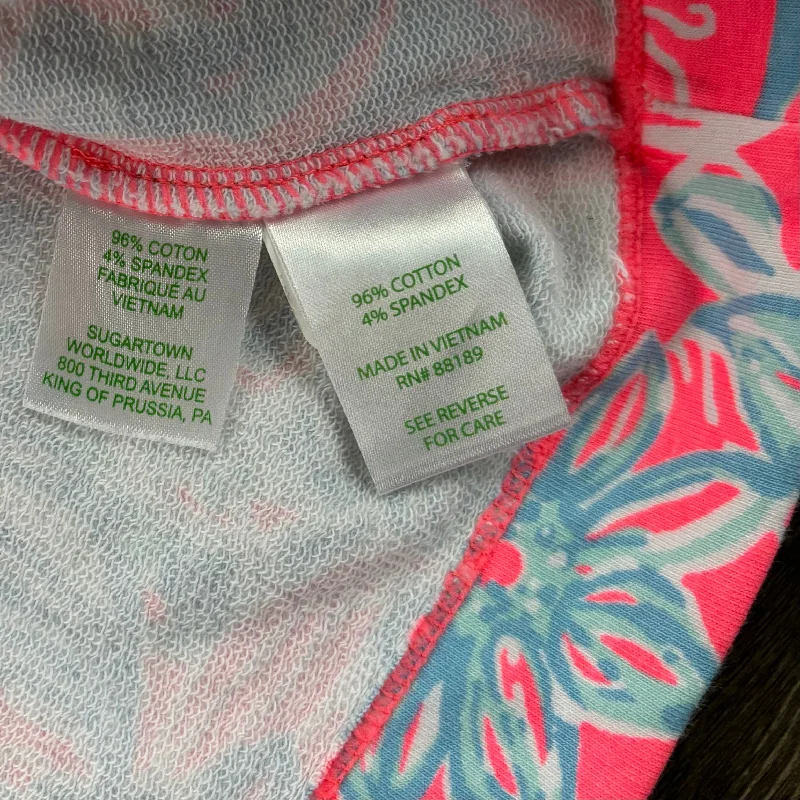 96% COTON
4% SPANDEX
FABRIQUÉ AU
VIETNAM
SUGARTOWN
WORLDWIDE, LLC
800 THIRD AVENUE
KING OF PRUSSIA, PA
96% COTTON
4% SPANDEX
MADE IN VIETNAM
RN# 88189
SEE REVERSE
FOR CARE